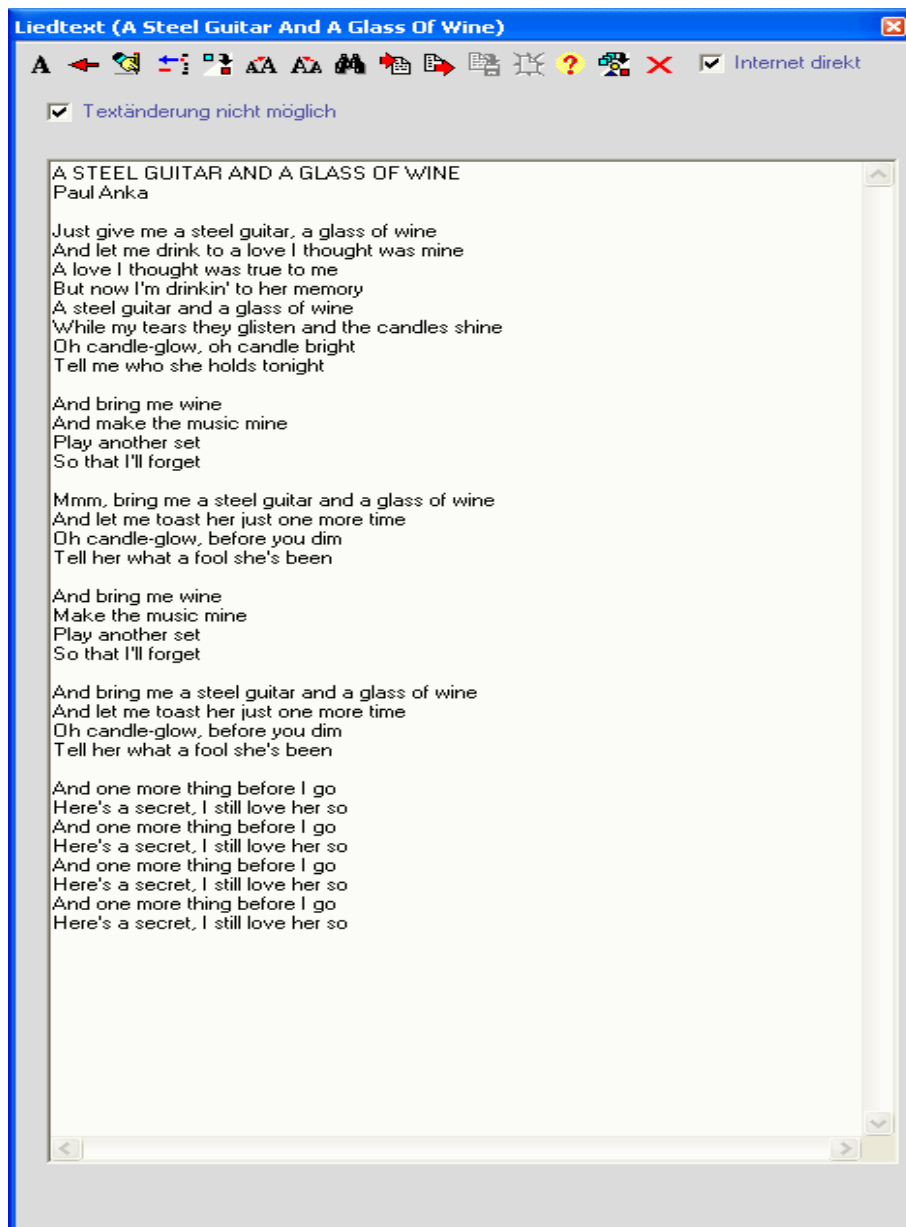 Liedtext (A Steel Guitar And A Glass Of Wine)
Internet direkt
Textänderung nicht möglich
A STEEL GUITAR AND A GLASS OF WINE
Paul Anka
Just give me a steel guitar, a glass of wine
And let me drink to a love I thought was mine
A love I thought was true to me
But now I'm drinkin' to her memory
A steel guitar and a glass of wine
While my tears they glisten and the candles shine
Oh candle-glow, oh candle bright
Tell me who she holds tonight
And bring me wine
And make the music mine
Play another set
So that I'll forget
Mmm, bring me a steel guitar and a glass of wine
And let me toast her just one more time
Oh candle-glow, before you dim
Tell her what a fool she's been
And bring me wine
Make the music mine
Play another set
So that I'll forget
And bring me a steel guitar and a glass of wine
And let me toast her just one more time
Oh candle-glow, before you dim
Tell her what a fool she's been
And one more thing before I go
Here's a secret, I still love her so
And one more thing before I go
Here's a secret, I still love her so
And one more thing before I go
Here's a secret, I still love her so
And one more thing before I go
Here's a secret, I still love her so